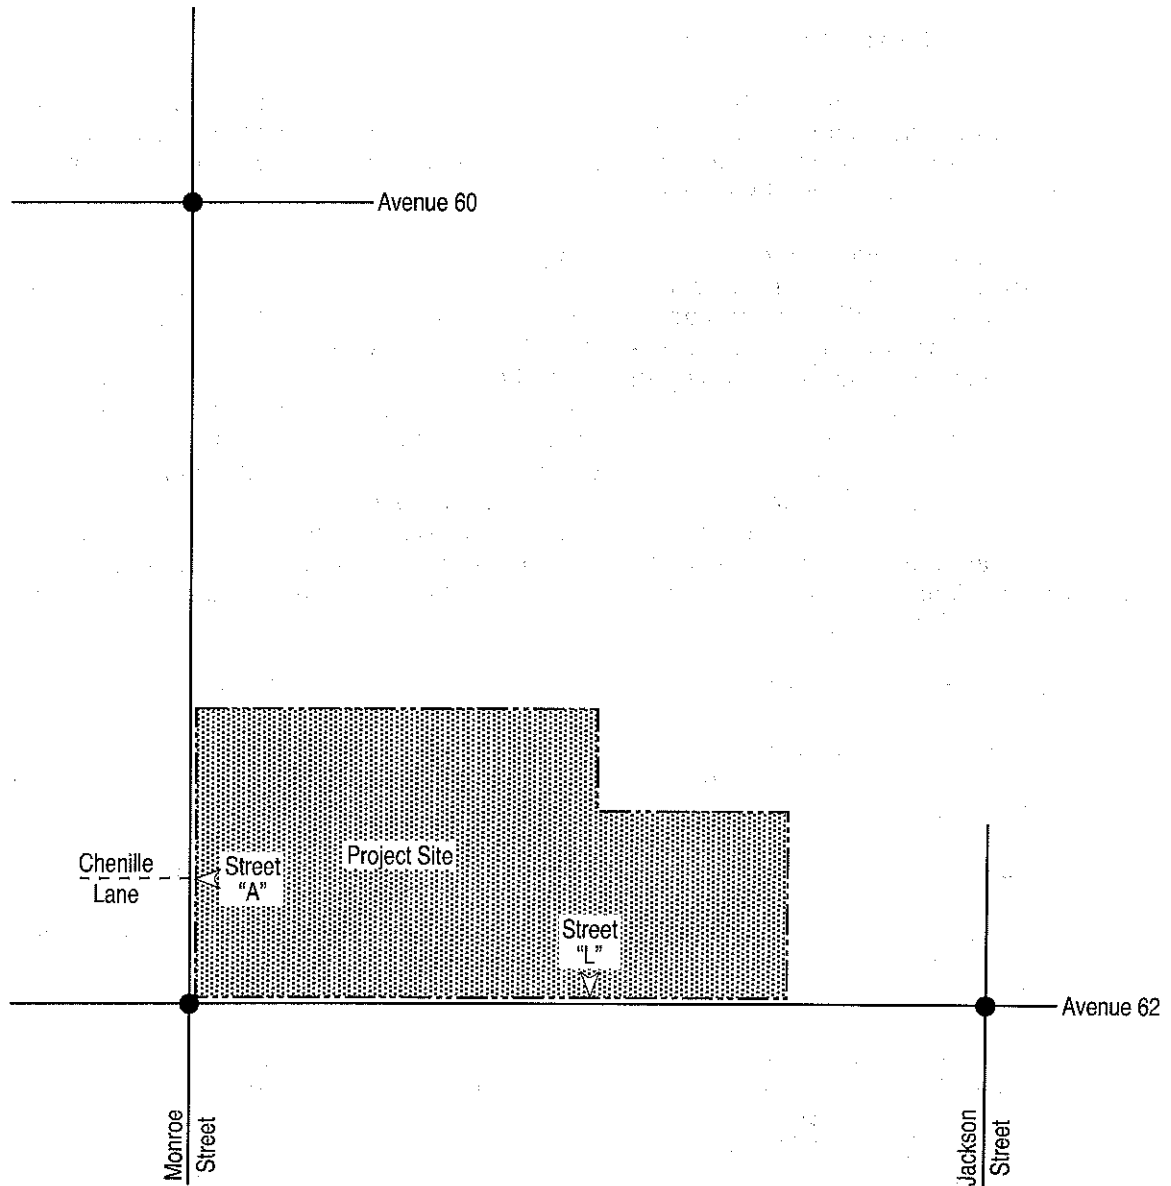 Avenue 60
Chenille
Lane
Street
"A"
Project Site
Street
"L"
Avenue 62
Monroe
Street
Jackson
Street